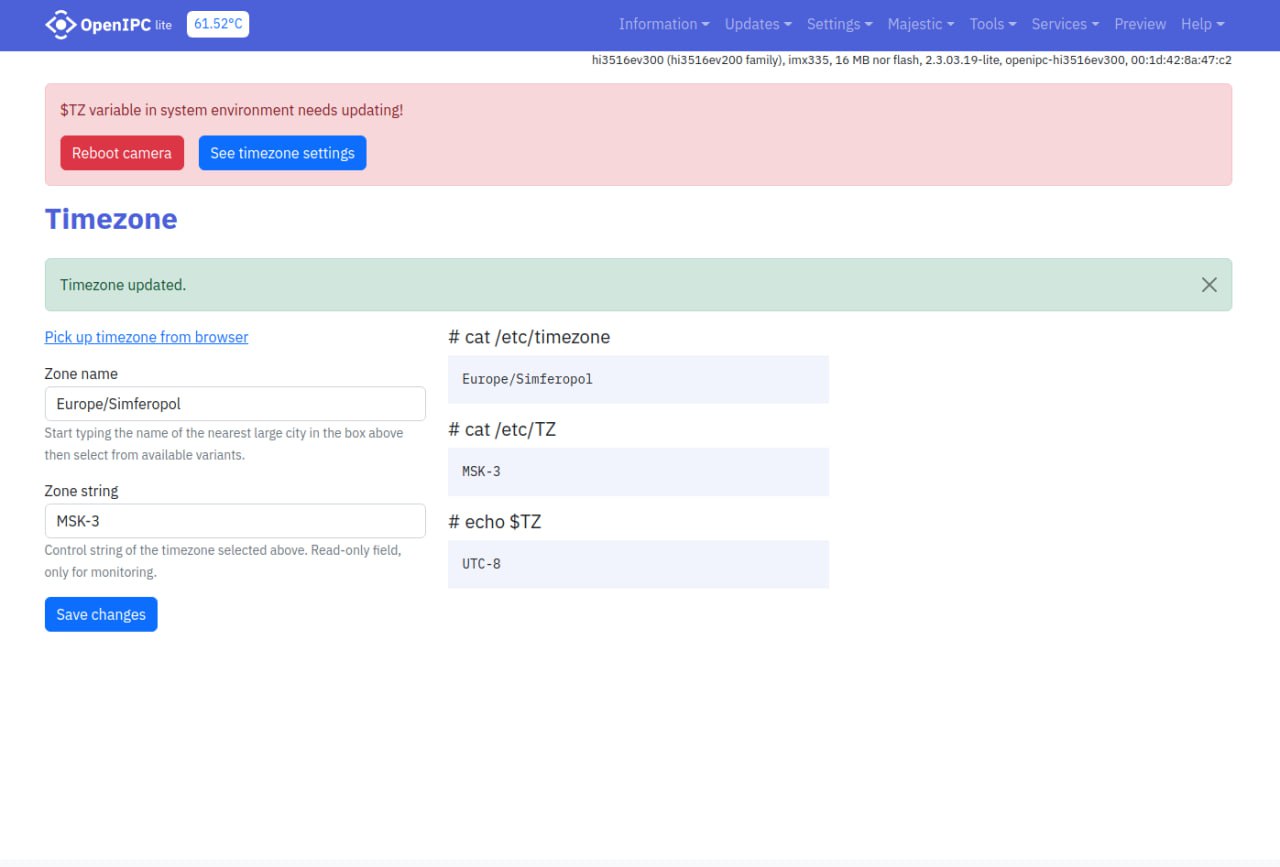 OpenIPC lite 61.52°C Information Updates Settings Majestic Tools Services Preview Help
hi3516ev300 (hi3516ev200 family), imx335, 16 MB nor flash, 2.3.03.19-lite, openipc-hi3516ev300, 00:1d:42:8a:47:c2
$TZ variable in system environment needs updating!
Reboot camera See timezone settings
Timezone
Timezone updated.
Pick up timezone from browser
Zone name
Europe/Simferopol
Start typing the name of the nearest large city in the box above
then select from available variants.
Zone string
MSK-3
Control string of the timezone selected above. Read-only field,
only for monitoring.
Save changes
# cat /etc/timezone
Europe/Simferopol
# cat /etc/TZ
MSK-3
# echo $TZ
UTC-8